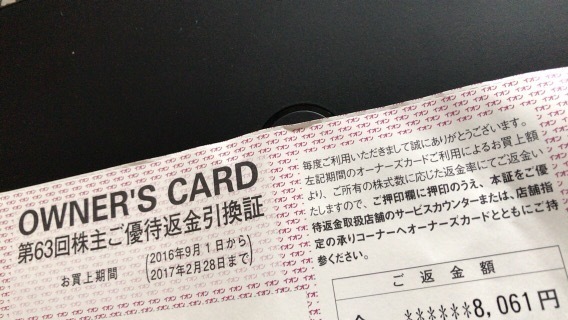 OWNER'S CARD
第63回株主ご優待返金引換証
お買上期間 (2016年9月1日から
2017年2月28日まで)
毎度ご利用いただきまして誠にありがとうございます。
左記期間のオーナーズカードご利用によるお買上額
より、ご所有の株式数に応じた返金率にてご返金い
たしますので、ご押印欄に押印のうえ、本証をご優
待返金取扱店舗のサービスカウンターまたは、店舗指
定の承りコーナーへオーナーズカードとともにご持
参ください。
ご返金額
******8,061円